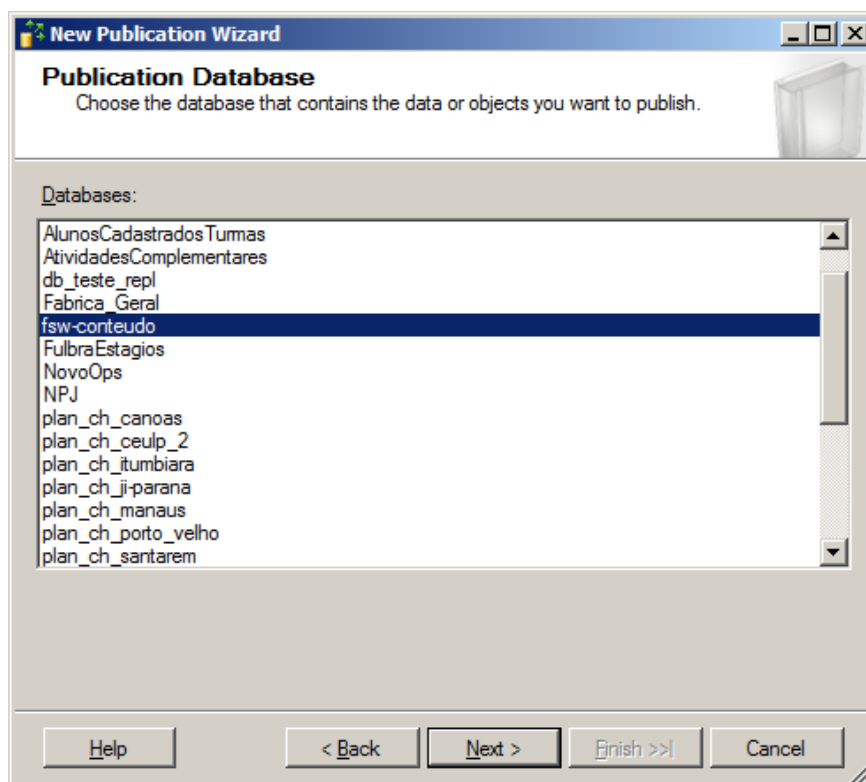 New Publication Wizard
Publication Database
Choose the database that contains the data or objects you want to publish.
Databases:
AlunosCadastradosTurmas
AtividadesComplementares
db_teste_repl
Fabrica_Geral
fsw-conteudo
FulbraEstagios
NovoOps
NPJ
plan_ch_canoas
plan_ch_ceulp_2
plan_ch_itumbiara
plan_ch_ji-parana
plan_ch_manaus
plan_ch_porto_velho
plan_ch_santarem
Help < Back Next > Finish >>| Cancel